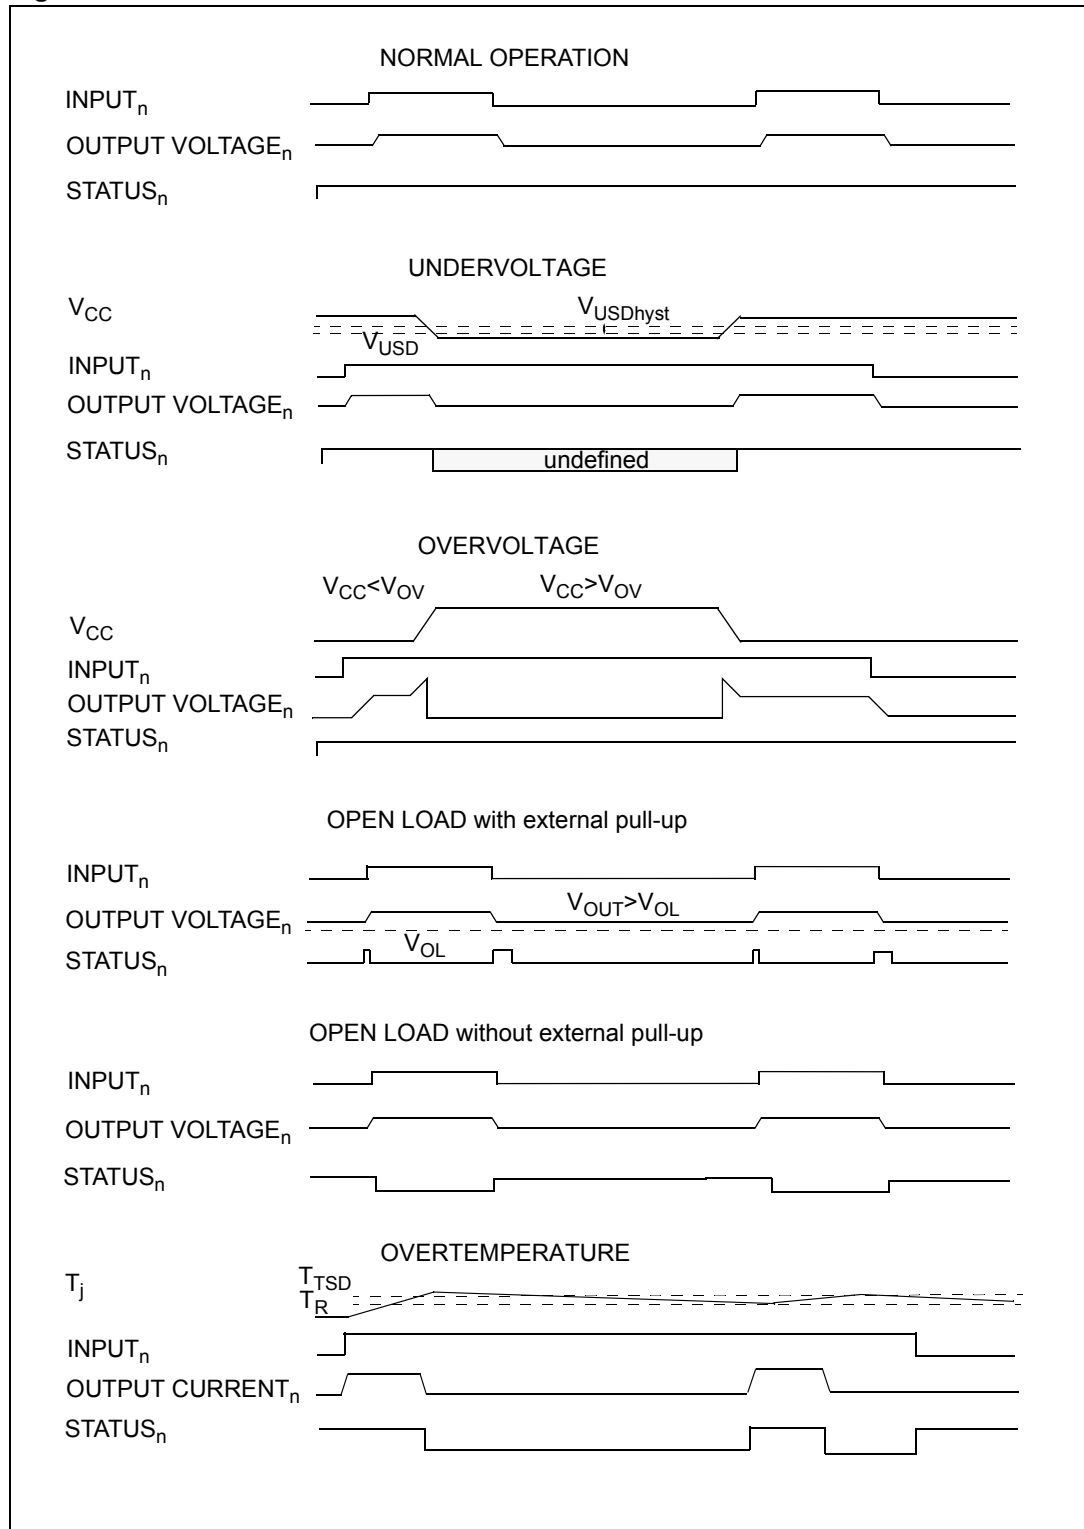 NORMAL OPERATION
INPUTn
OUTPUT VOLTAGEn
STATUSn
UNDERVOLTAGE
VCC
VUSDhyst
VUSD
INPUTn
OUTPUT VOLTAGEn
STATUSn
undefined
OVERVOLTAGE
VCC<VOV
VCC>VOV
VCC
INPUTn
OUTPUT VOLTAGEn
STATUSn
OPEN LOAD with external pull-up
INPUTn
OUTPUT VOLTAGEn
VOUT>VOL
VOL
STATUSn
OPEN LOAD without external pull-up
INPUTn
OUTPUT VOLTAGEn
STATUSn
OVERTEMPERATURE
Tj
TTSD
TR
INPUTn
OUTPUT CURRENTn
STATUSn